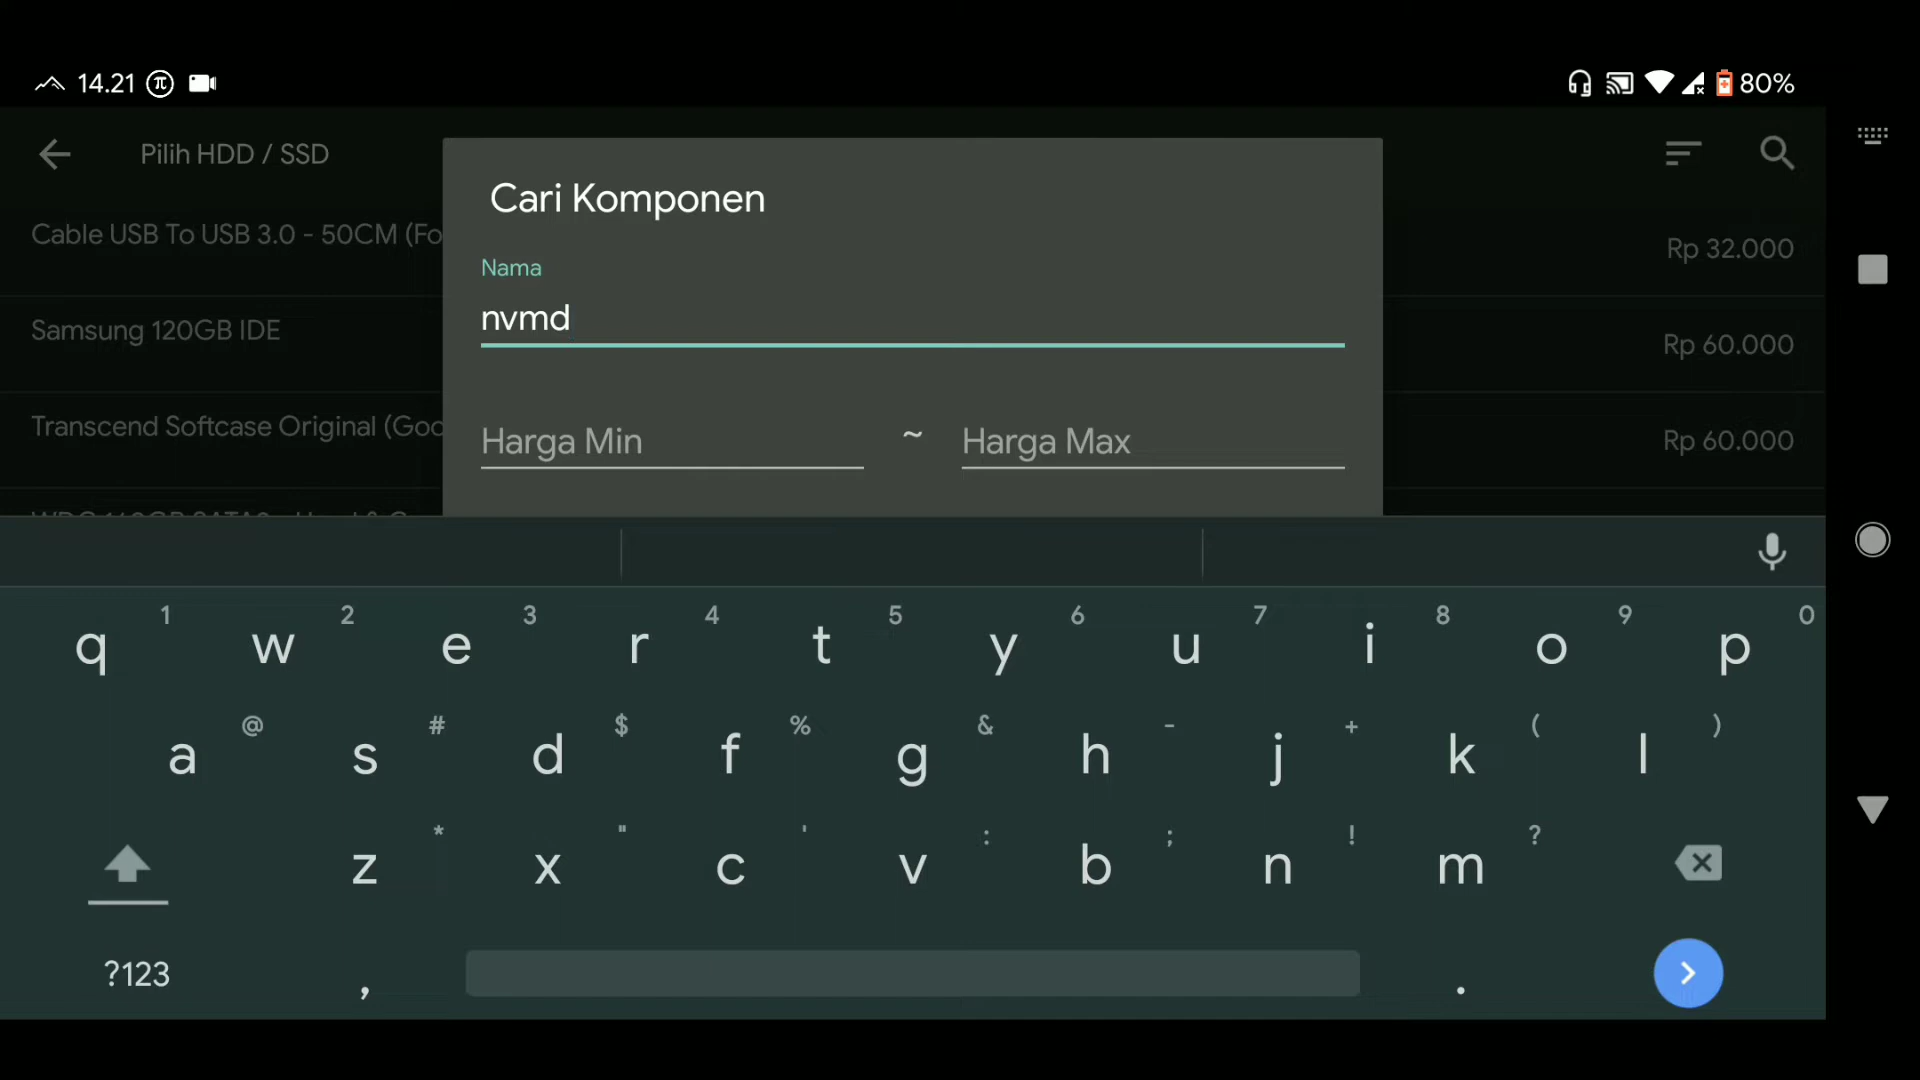 14.21
80%
Pilih HDD / SSD
Cari Komponen
Cable USB To USB 3.0 - 50CM (Fo
Rp 32.000
Nama
nvmd
Samsung 120GB IDE
Rp 60.000
Transcend Softcase Original (Goo
Rp 60.000
Harga Min ~ Harga Max
q 1 w 2 e 3 r 4 t 5 y 6 u 7 i 8 o 9 p 0
a @ s # d $ f % g & h - j + k ( l )
z * x " c ' v : b ; n ! m ?
?123 , .